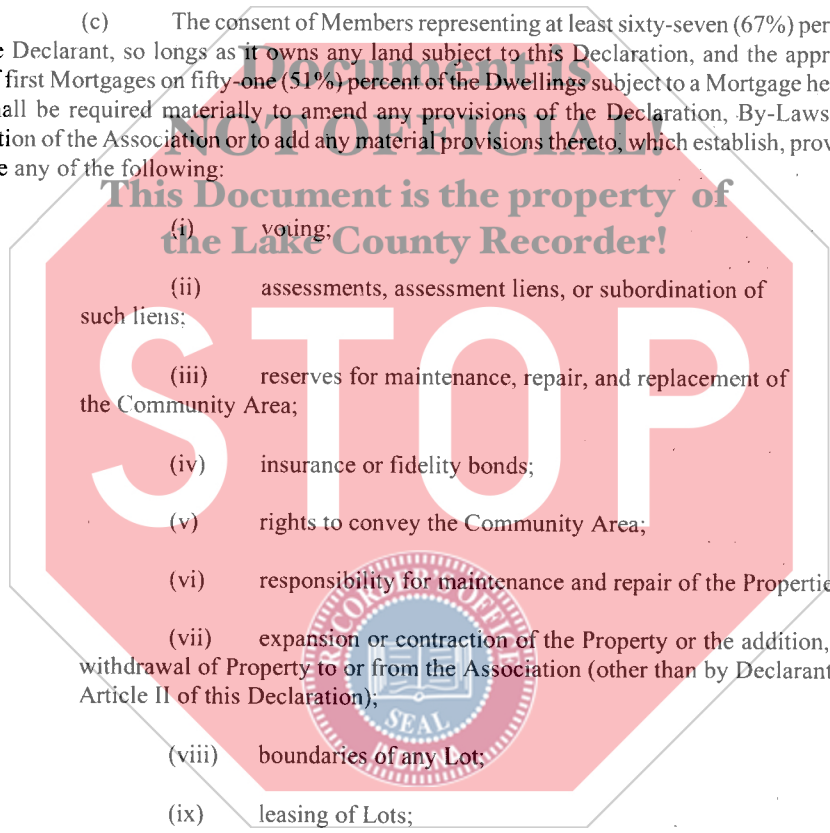 (c) The consent of Members representing at least sixty-seven (67%) per
e Declarant, so longs as it owns any land subject to this Declaration, and the appr
f first Mortgages on fifty-one (51%) percent of the Dwellings subject to a Mortgage he
all be required materially to amend any provisions of the Declaration, By-Laws
tion of the Association or to add any material provisions thereto, which establish, prov
e any of the following:
Document is
NOT OFFICIAL!
This Document is the property of
the Lake County Recorder!
(i) voting;
(ii) assessments, assessment liens, or subordination of
such liens;
STOP
(iii) reserves for maintenance, repair, and replacement of
the Community Area;
(iv) insurance or fidelity bonds;
(v) rights to convey the Community Area;
(vi) responsibility for maintenance and repair of the Propertie
(vii) expansion or contraction of the Property or the addition,
withdrawal of Property to or from the Association (other than by Declarant
Article II of this Declaration);
RECORDER'S OFFICE
SEAL
INDIANA
(viii) boundaries of any Lot;
(ix) leasing of Lots;